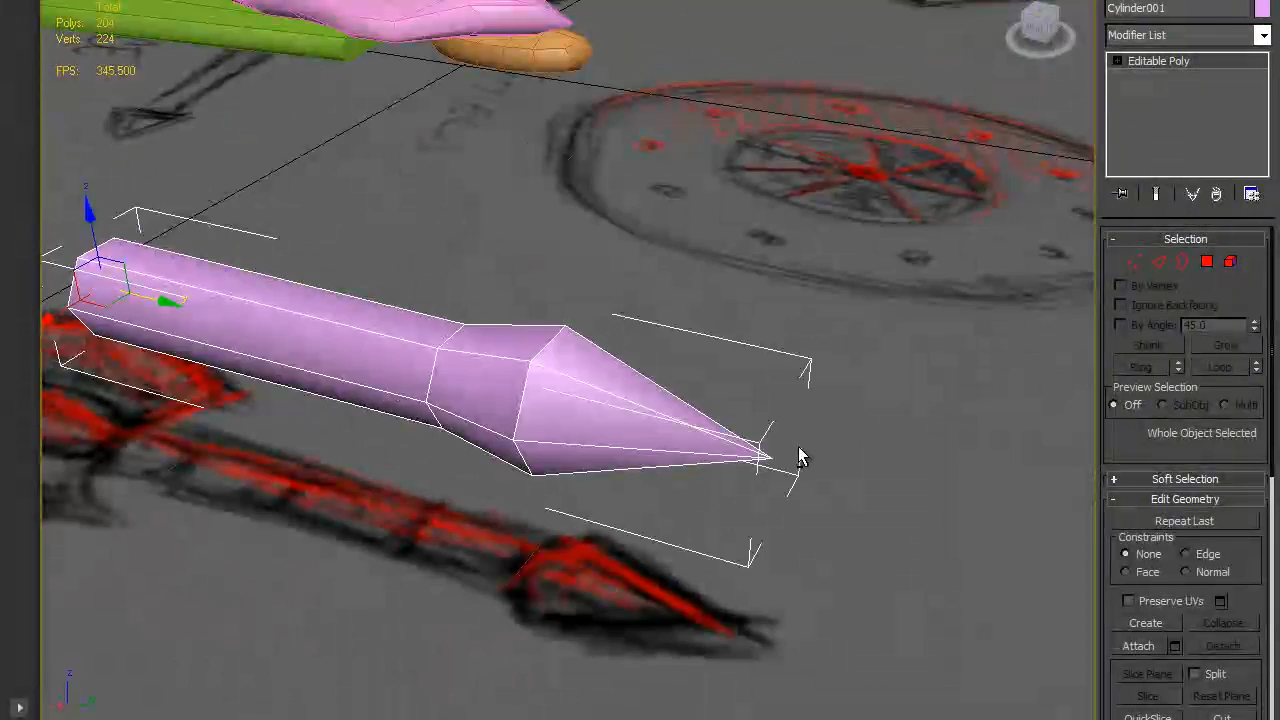 Total
Polys: 204
Verts: 224
FPS: 345.500
Cylinder001
Modifier List
Editable Poly
Selection
By Vertex
Ignore Backfacing
By Angle: 45.0
Shrink Grow
Ring Loop
Preview Selection
Off SubObj Multi
Whole Object Selected
+ Soft Selection
- Edit Geometry
Repeat Last
Constraints
None Edge
Face Normal
Preserve UVs
Create Collapse
Attach Detach
Slice Plane Split
Slice Reset Plane
QuickSlice Cut
z
z